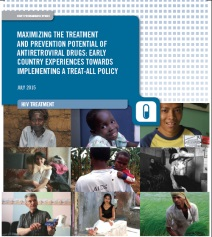 MAXIMIZING THE TREATMENT
AND PREVENTION POTENTIAL OF
ANTIRETROVIRAL DRUGS: EARLY
COUNTRY EXPERIENCES TOWARDS
IMPLEMENTING A TREAT-ALL POLICY
JULY 2015
HIV TREATMENT